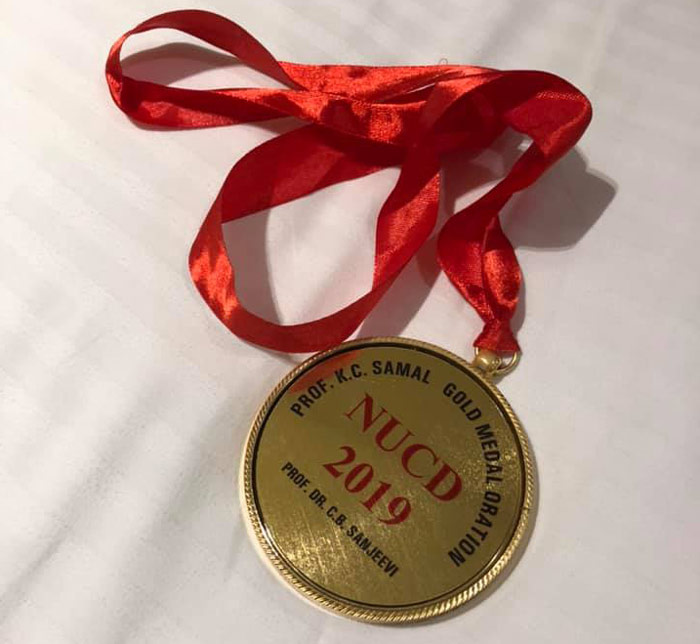 PROF. K.C. SAMAL GOLD MEDAL ORATION
NUCD
2019
PROF. DR. C.B. SANJEEVI